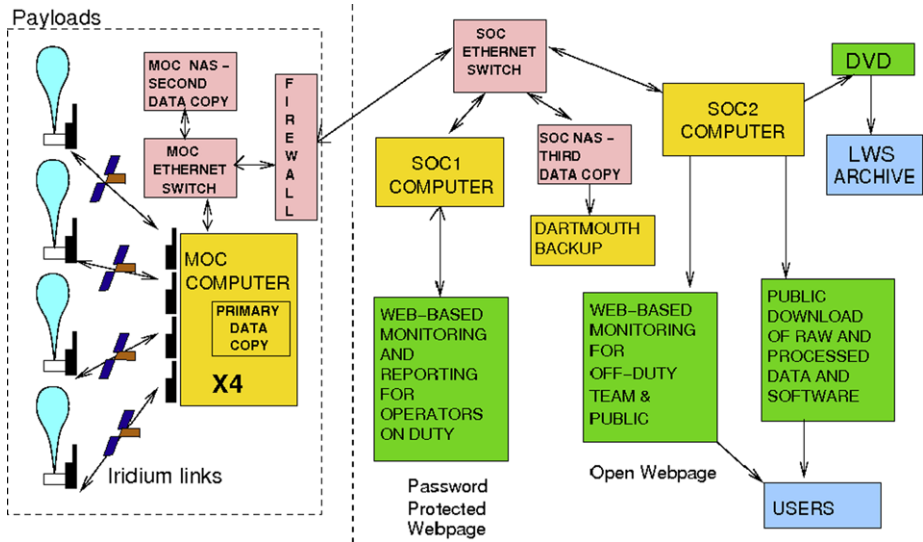 Payloads
MOC NAS –
SECOND
DATA COPY
MOC
ETHERNET
SWITCH
F
I
R
E
W
A
L
L
MOC
COMPUTER
PRIMARY
DATA
COPY
X4
Iridium links
SOC
ETHERNET
SWITCH
SOC1
COMPUTER
SOC NAS –
THIRD
DATA COPY
DARTMOUTH
BACKUP
SOC2
COMPUTER
DVD
LWS
ARCHIVE
WEB–BASED
MONITORING
AND
REPORTING
FOR
OPERATORS
ON DUTY
Password
Protected
Webpage
WEB–BASED
MONITORING
FOR
OFF–DUTY
TEAM &
PUBLIC
Open Webpage
PUBLIC
DOWNLOAD
OF RAW AND
PROCESSED
DATA AND
SOFTWARE
USERS